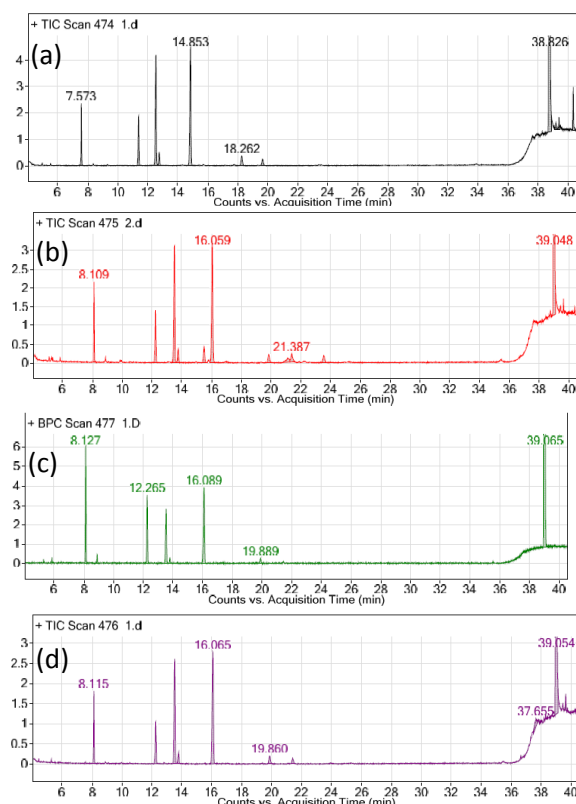 + TIC Scan 474 1.d
(a)
4
3
2
1
0
7.573
14.853
18.262
38.826
6 8 10 12 14 16 18 20 22 24 26 28 30 32 34 36 38 40
Counts vs. Acquisition Time (min)
+ TIC Scan 475 2.d
(b)
3
2.5
2
1.5
1
0.5
0
8.109
16.059
21.387
39.048
6 8 10 12 14 16 18 20 22 24 26 28 30 32 34 36 38 40
Counts vs. Acquisition Time (min)
+ BPC Scan 477 1.D
(c)
6
5
4
3
2
1
0
8.127
12.265
16.089
19.889
39.065
6 8 10 12 14 16 18 20 22 24 26 28 30 32 34 36 38 40
Counts vs. Acquisition Time (min)
+ TIC Scan 476 1.d
(d)
3
2.5
2
1.5
1
0.5
0
8.115
16.065
19.860
37.655
39.054
6 8 10 12 14 16 18 20 22 24 26 28 30 32 34 36 38 40
Counts vs. Acquisition Time (min)